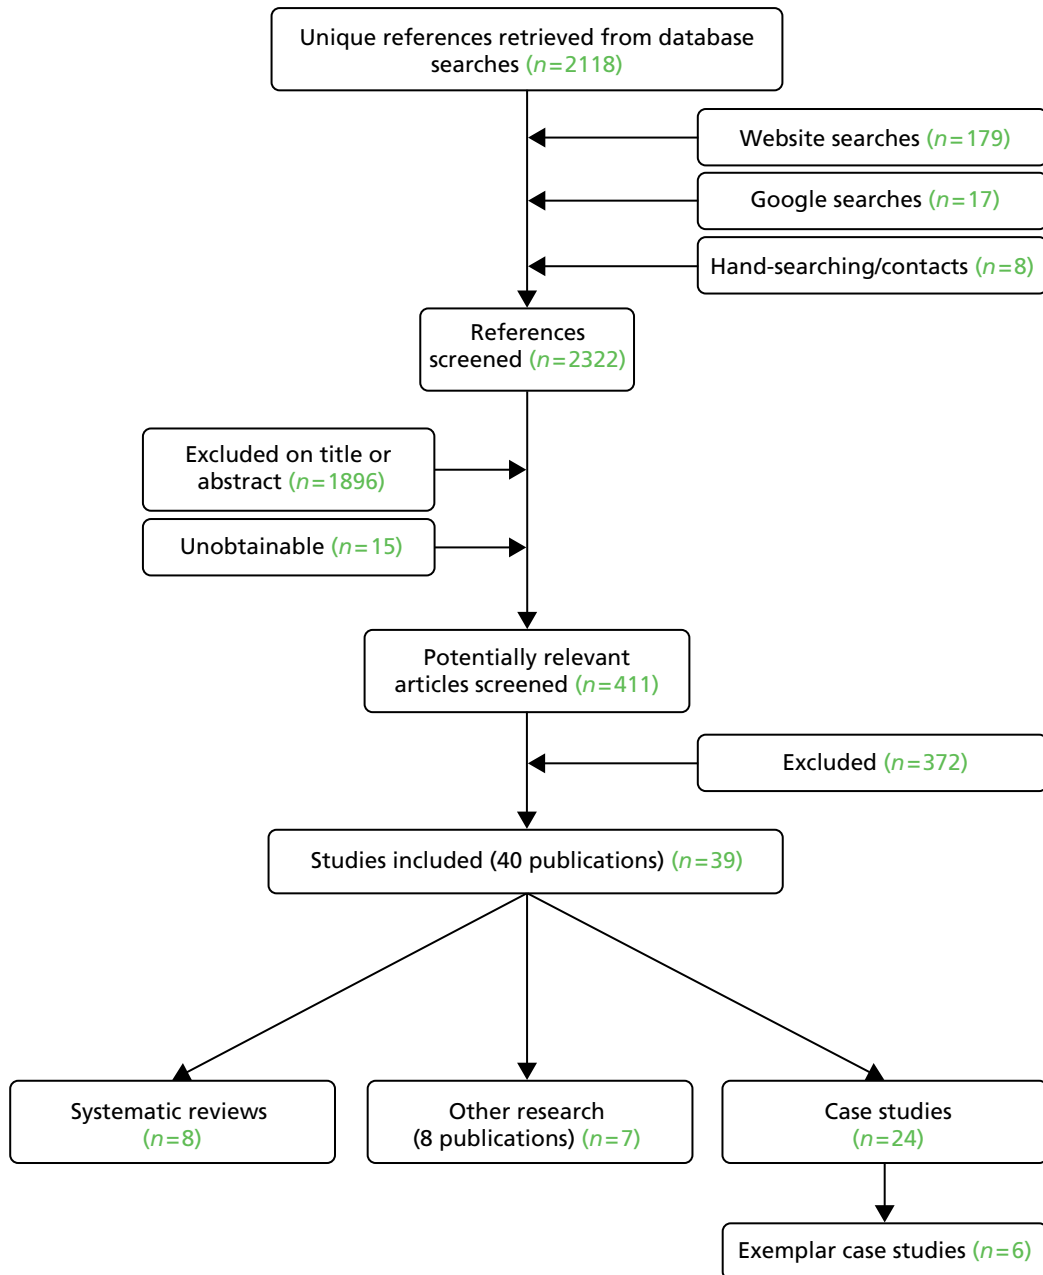 Unique references retrieved from database
searches (n=2118)
Website searches (n=179)
Google searches (n=17)
Hand-searching/contacts (n=8)
References
screened (n=2322)
Excluded on title or
abstract (n=1896)
Unobtainable (n=15)
Potentially relevant
articles screened (n=411)
Excluded (n=372)
Studies included (40 publications) (n=39)
Systematic reviews
(n=8)
Other research
(8 publications) (n=7)
Case studies
(n=24)
Exemplar case studies (n=6)